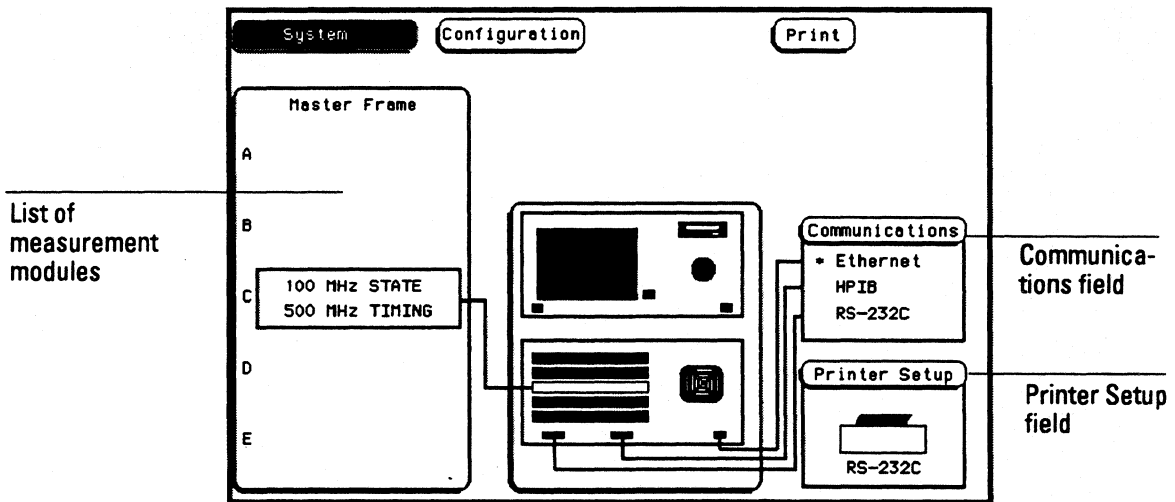 System
Configuration
Print
Master Frame
A
B
C
100 MHz STATE
500 MHz TIMING
D
E
List of
measurement
modules
Communications
* Ethernet
HPIB
RS-232C
Communica-
tions field
Printer Setup
RS-232C
Printer Setup
field